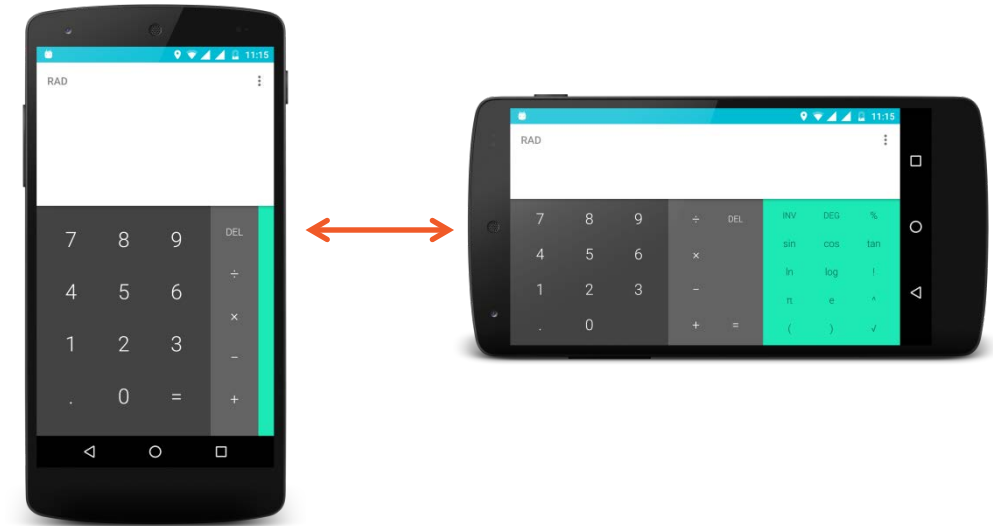 11:15
RAD
7 8 9 DEL
÷
4 5 6
×
1 2 3
−
. 0 = +
11:15
RAD
7 8 9 ÷ DEL INV DEG %
4 5 6 × sin cos tan
1 2 3 − ln log !
π e ^
. 0 + = ( ) √